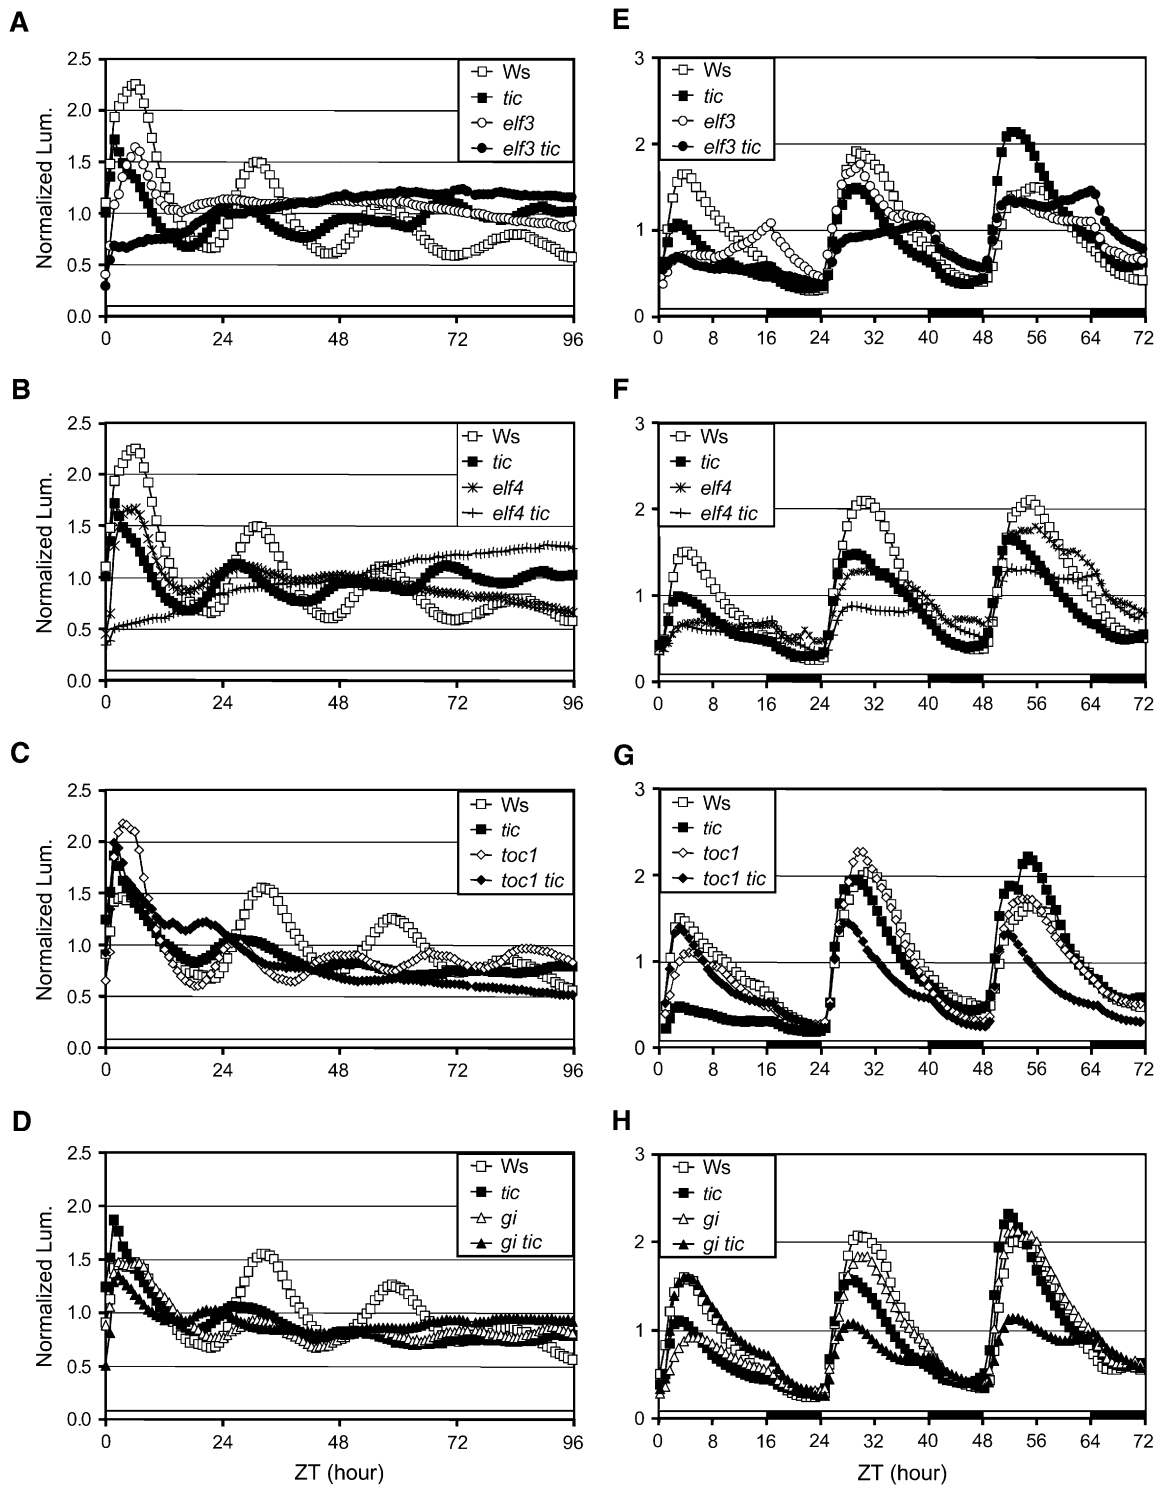 A
Normalized Lum.
2.5
2.0
1.5
1.0
0.5
0.0
Ws
tic
elf3
elf3 tic
0 24 48 72 96
E
3
2
1
0
Ws
tic
elf3
elf3 tic
0 8 16 24 32 40 48 56 64 72
B
Normalized Lum.
2.5
2.0
1.5
1.0
0.5
0.0
Ws
tic
elf4
elf4 tic
0 24 48 72 96
F
3
2
1
0
Ws
tic
elf4
elf4 tic
0 8 16 24 32 40 48 56 64 72
C
Normalized Lum.
2.5
2.0
1.5
1.0
0.5
0.0
Ws
tic
toc1
toc1 tic
0 24 48 72 96
G
3
2
1
0
Ws
tic
toc1
toc1 tic
0 8 16 24 32 40 48 56 64 72
D
Normalized Lum.
2.5
2.0
1.5
1.0
0.5
0.0
Ws
tic
gi
gi tic
0 24 48 72 96
ZT (hour)
H
3
2
1
0
Ws
tic
gi
gi tic
0 8 16 24 32 40 48 56 64 72
ZT (hour)